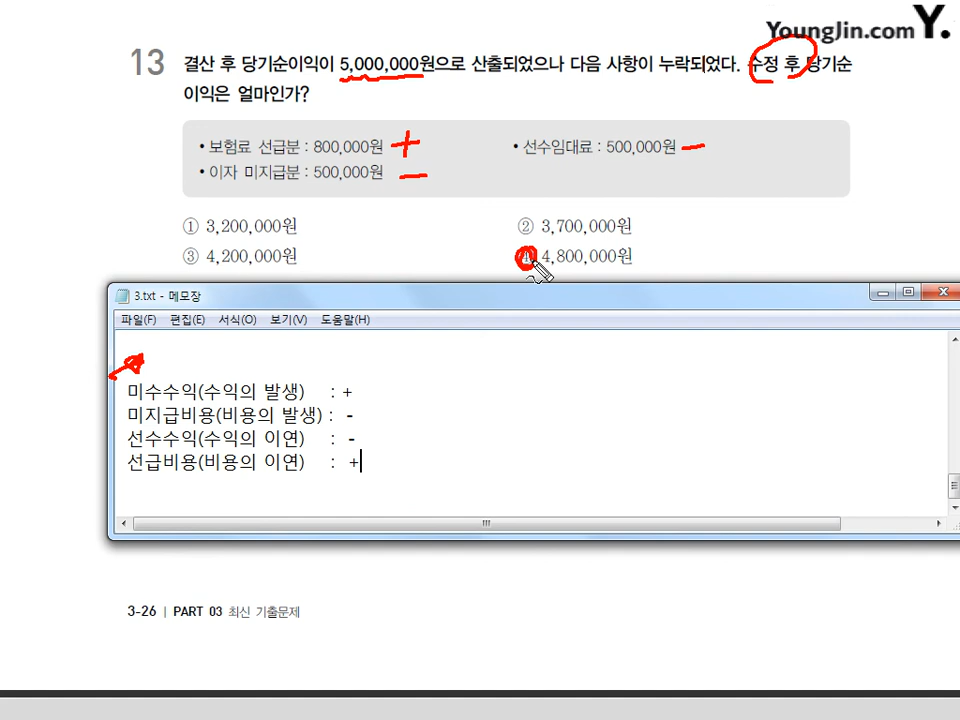 YoungJin.com Y.
13 결산 후 당기순이익이 5,000,000원으로 산출되었으나 다음 사항이 누락되었다. 수정 후 당기순
이익은 얼마인가?
• 보험료 선급분 : 800,000원 + • 선수임대료 : 500,000원 -
• 이자 미지급분 : 500,000원 -
① 3,200,000원 ② 3,700,000원
③ 4,200,000원 ④ 4,800,000원
3.txt - 메모장
파일(F) 편집(E) 서식(O) 보기(V) 도움말(H)
미수수익(수익의 발생) : +
미지급비용(비용의 발생) : -
선수수익(수익의 이연) : -
선급비용(비용의 이연) : +
3-26 | PART 03 최신 기출문제